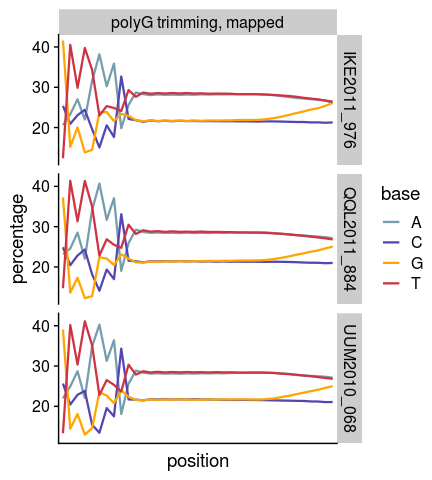 polyG trimming, mapped
percentage
40
30
20
IKE2011_976
40
30
20
QQL2011_884
40
30
20
UUM2010_068
position
base
A
C
G
T